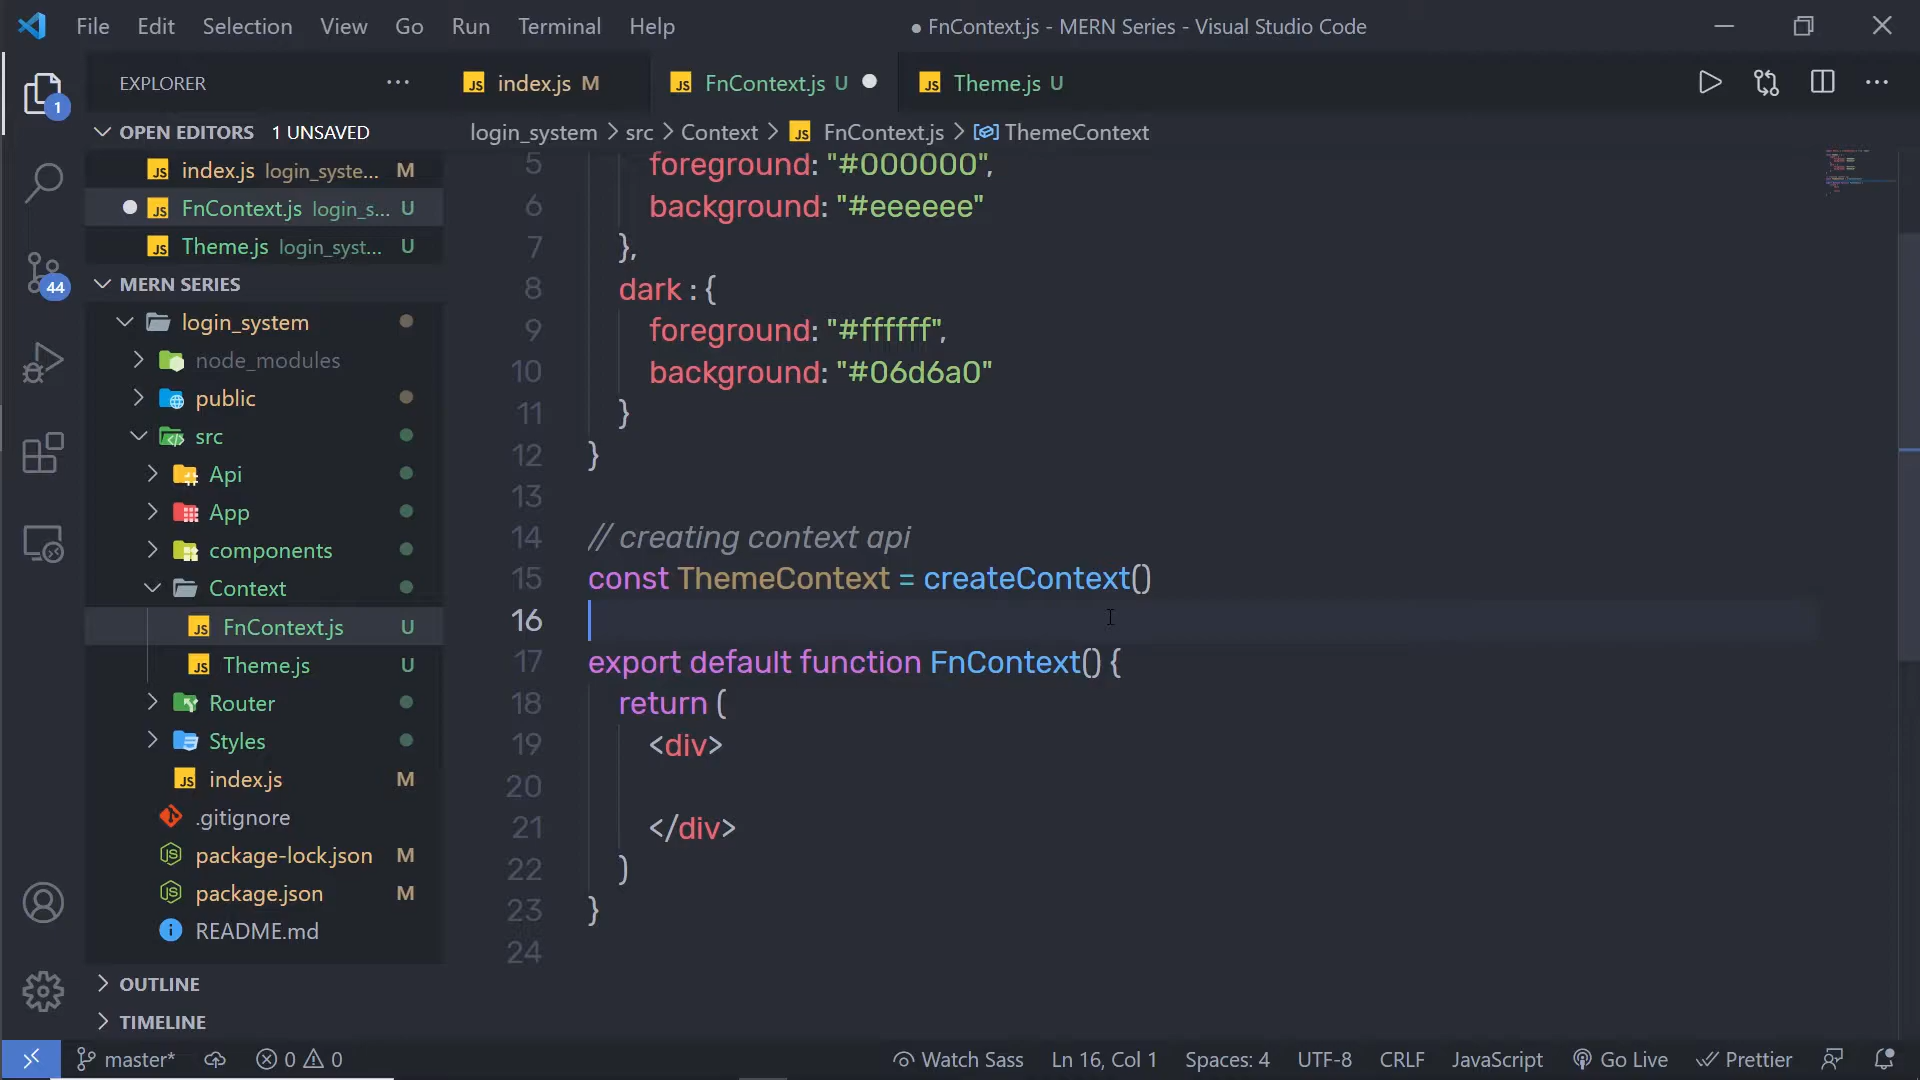 File Edit Selection View Go Run Terminal Help
● FnContext.js - MERN Series - Visual Studio Code
EXPLORER
index.js M
FnContext.js U
Theme.js U
OPEN EDITORS 1 UNSAVED
index.js login_syste... M
FnContext.js login_s... U
Theme.js login_syst... U
MERN SERIES
login_system
node_modules
public
src
Api
App
components
Context
FnContext.js U
Theme.js U
Router
Styles
index.js M
.gitignore
package-lock.json M
package.json M
README.md
OUTLINE
TIMELINE
1
44
login_system > src > Context > JS FnContext.js > ThemeContext
5 foreground: "#000000",
6 background: "#eeeeee"
7 },
8 dark : {
9 foreground: "#ffffff",
10 background: "#06d6a0"
11 }
12 }
13
14 // creating context api
15 const ThemeContext = createContext()
16
17 export default function FnContext() {
18 return (
19 <div>
20
21 </div>
22 )
23 }
24
master* 0 0 Watch Sass Ln 16, Col 1 Spaces: 4 UTF-8 CRLF JavaScript Go Live Prettier